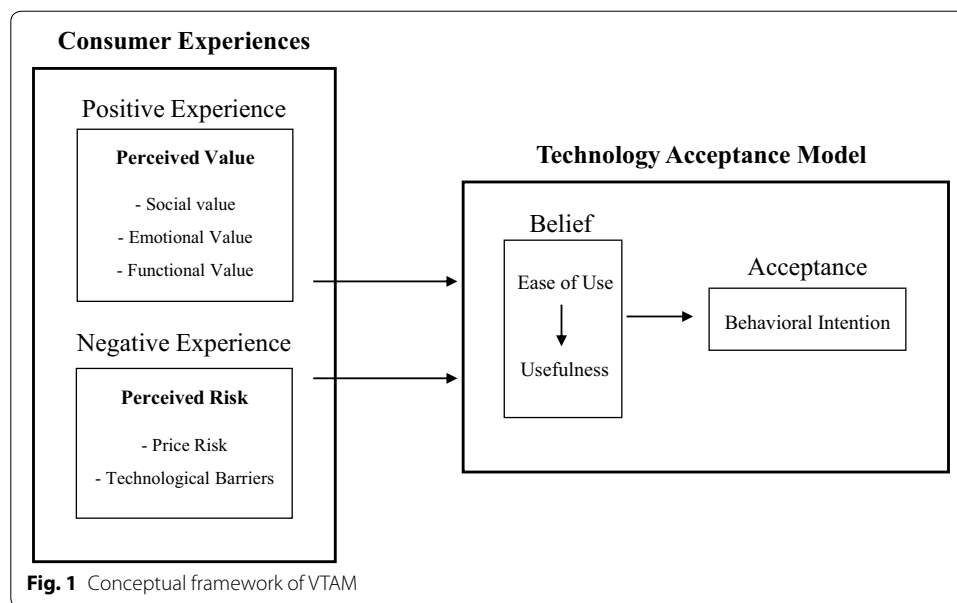 Consumer Experiences
Positive Experience
Perceived Value
- Social value
- Emotional Value
- Functional Value
Negative Experience
Perceived Risk
- Price Risk
- Technological Barriers
Technology Acceptance Model
Belief
Ease of Use
Usefulness
Acceptance
Behavioral Intention
Fig. 1 Conceptual framework of VTAM